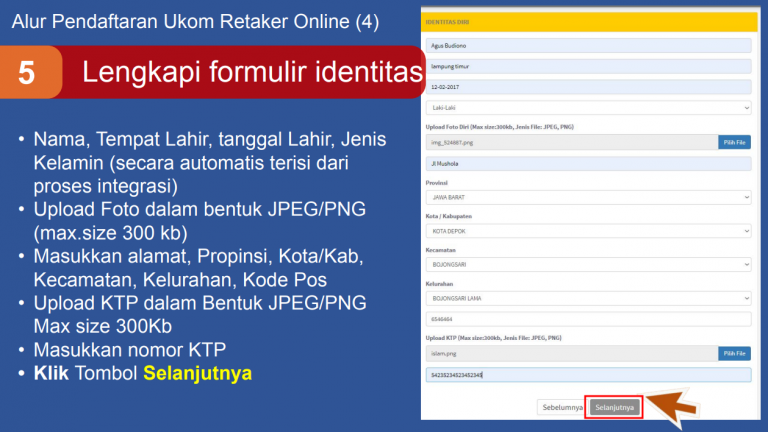 Alur Pendaftaran Ukom Retaker Online (4)
5
Lengkapi formulir identitas
• Nama, Tempat Lahir, tanggal Lahir, Jenis
Kelamin (secara automatis terisi dari
proses integrasi)
• Upload Foto dalam bentuk JPEG/PNG
(max.size 300 kb)
• Masukkan alamat, Propinsi, Kota/Kab,
Kecamatan, Kelurahan, Kode Pos
• Upload KTP dalam Bentuk JPEG/PNG
Max size 300Kb
• Masukkan nomor KTP
• Klik Tombol Selanjutnya
IDENTITAS DIRI
Agus Budiono
lampung timur
12-02-2017
Laki-Laki
Upload Foto Diri (Max size:300kb, Jenis File: JPEG, PNG)
img_524887.png
Pilih File
Jl Mushola
Provinsi
JAWA BARAT
Kota / Kabupaten
KOTA DEPOK
Kecamatan
BOJONGSARI
Kelurahan
BOJONGSARI LAMA
6546464
Upload KTP (Max size:300kb, Jenis File: JPEG, PNG)
islam.png
Pilih File
54235234523452345
Sebelumnya
Selanjutnya